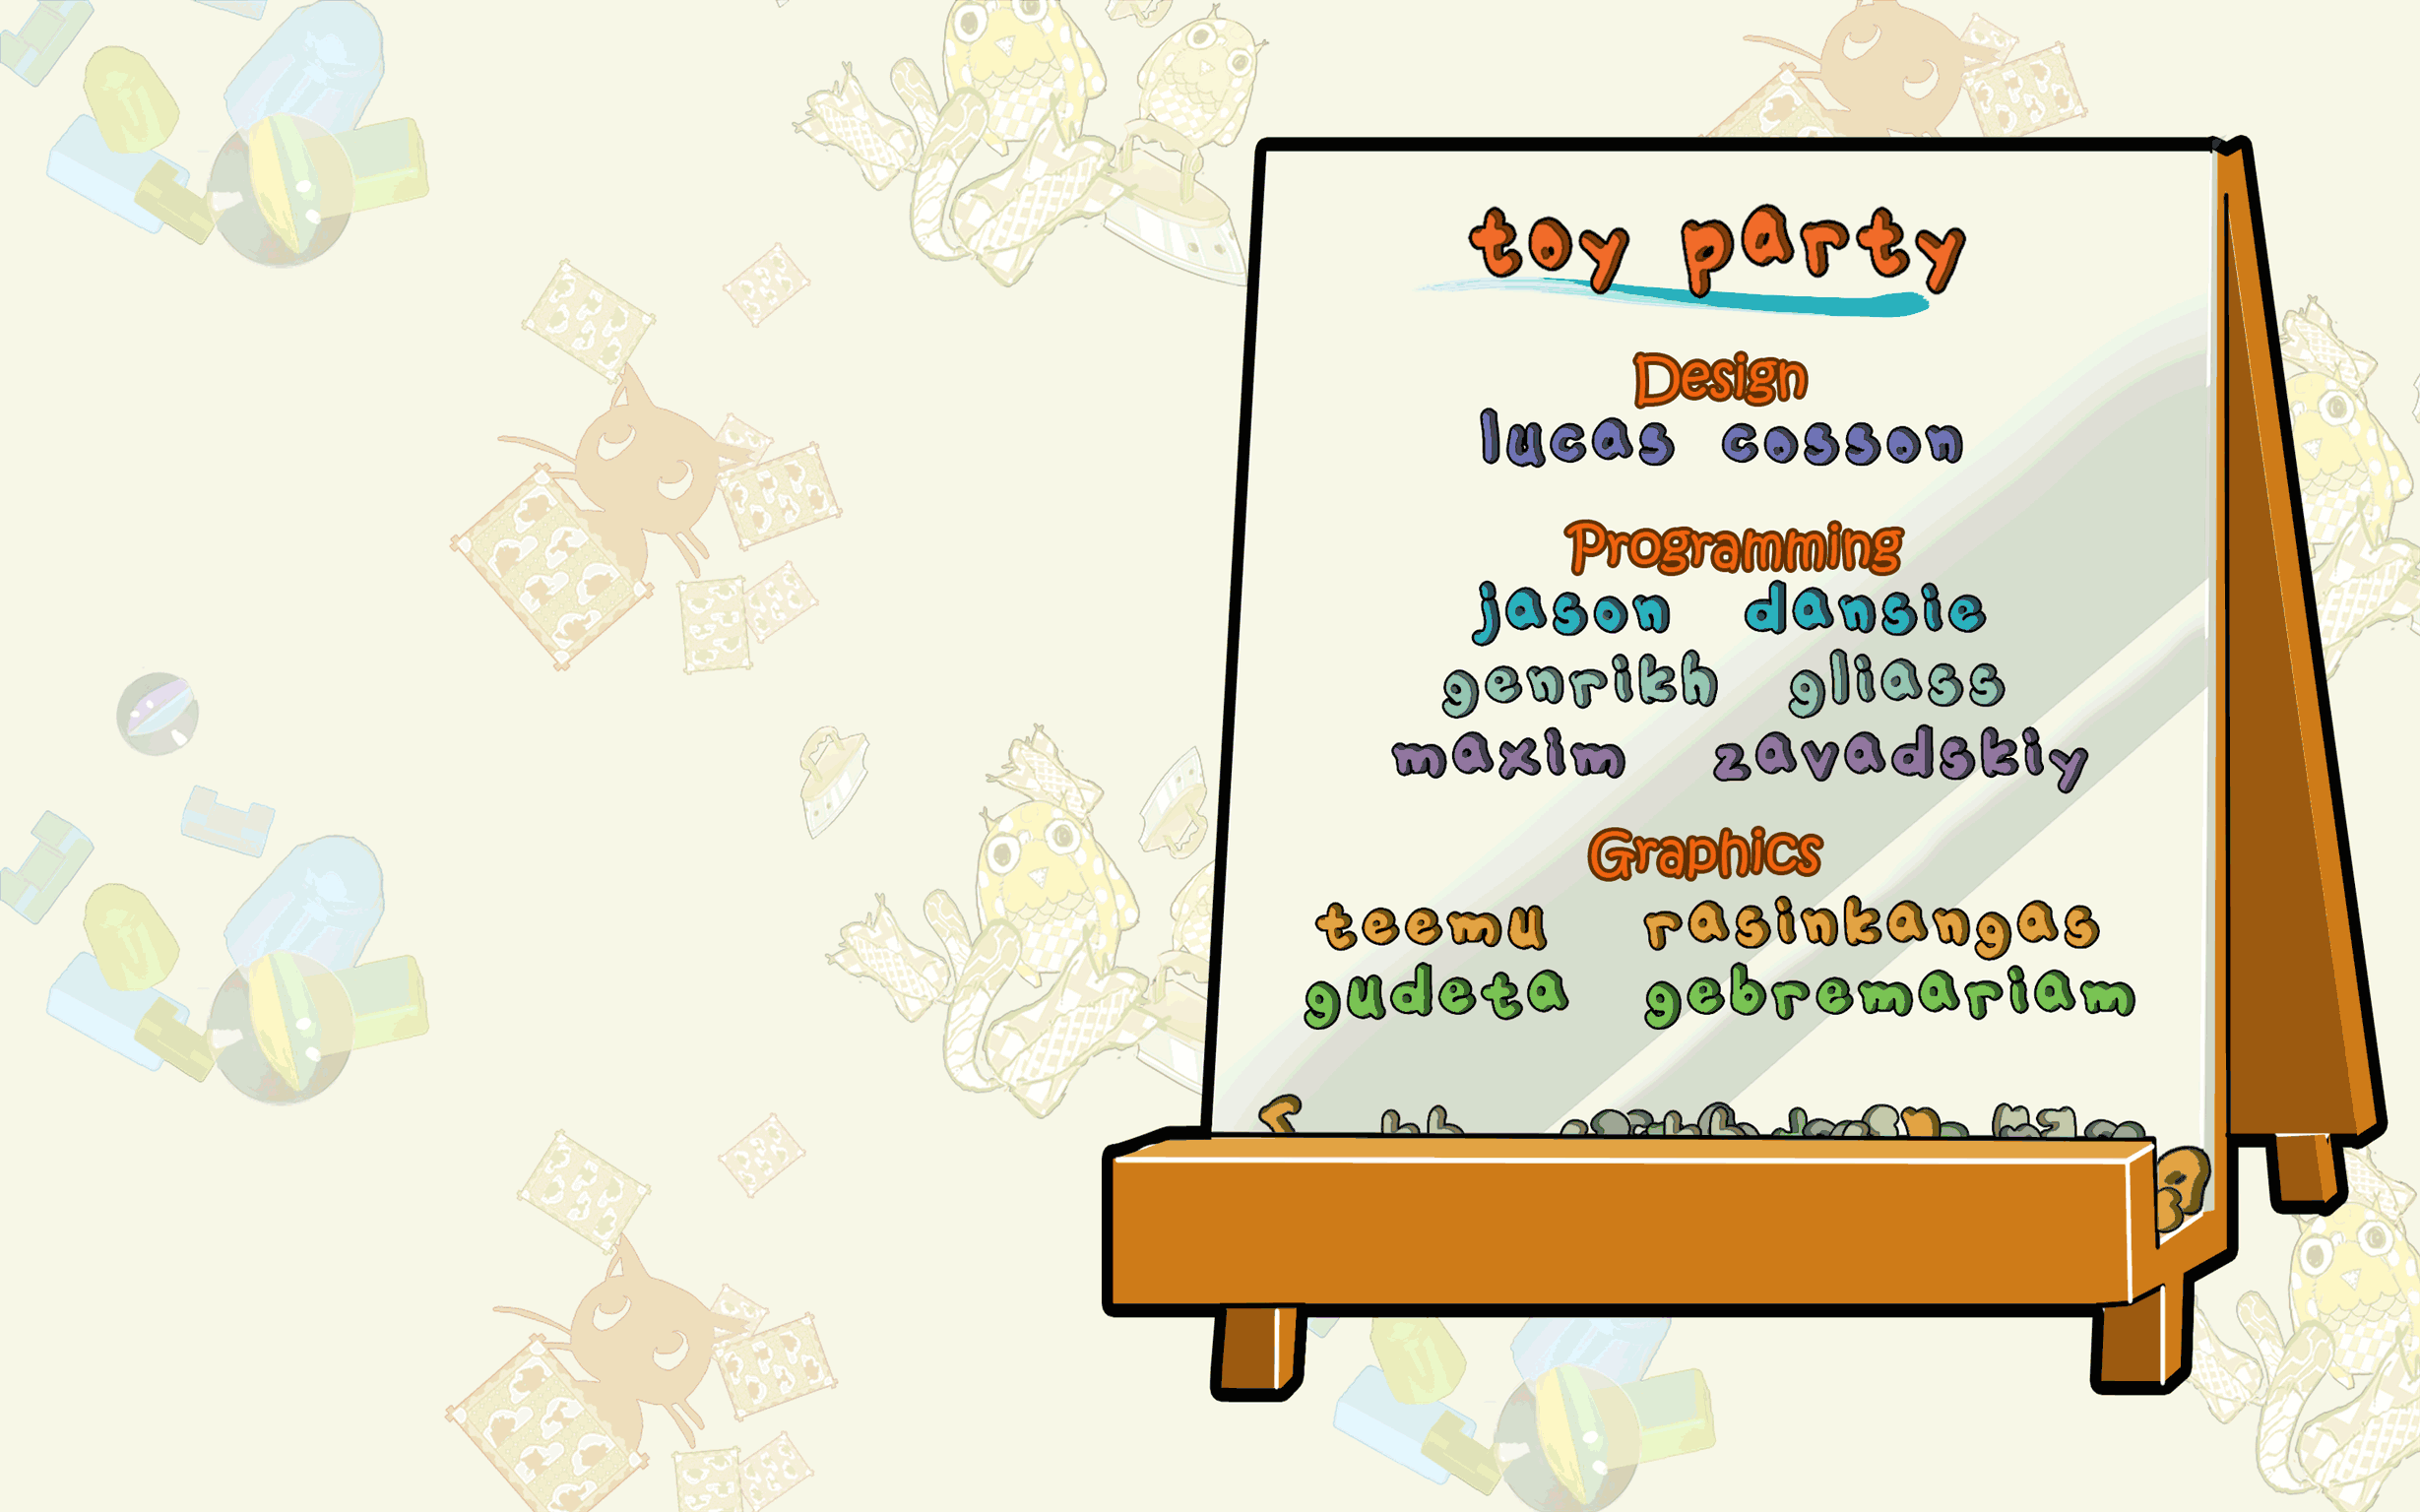 toy party
Design
lucas cosson
Programming
jason dansie
genrikh gliass
maxim zavadskiy
Graphics
teemu rasinkangas
gudeta gebremariam